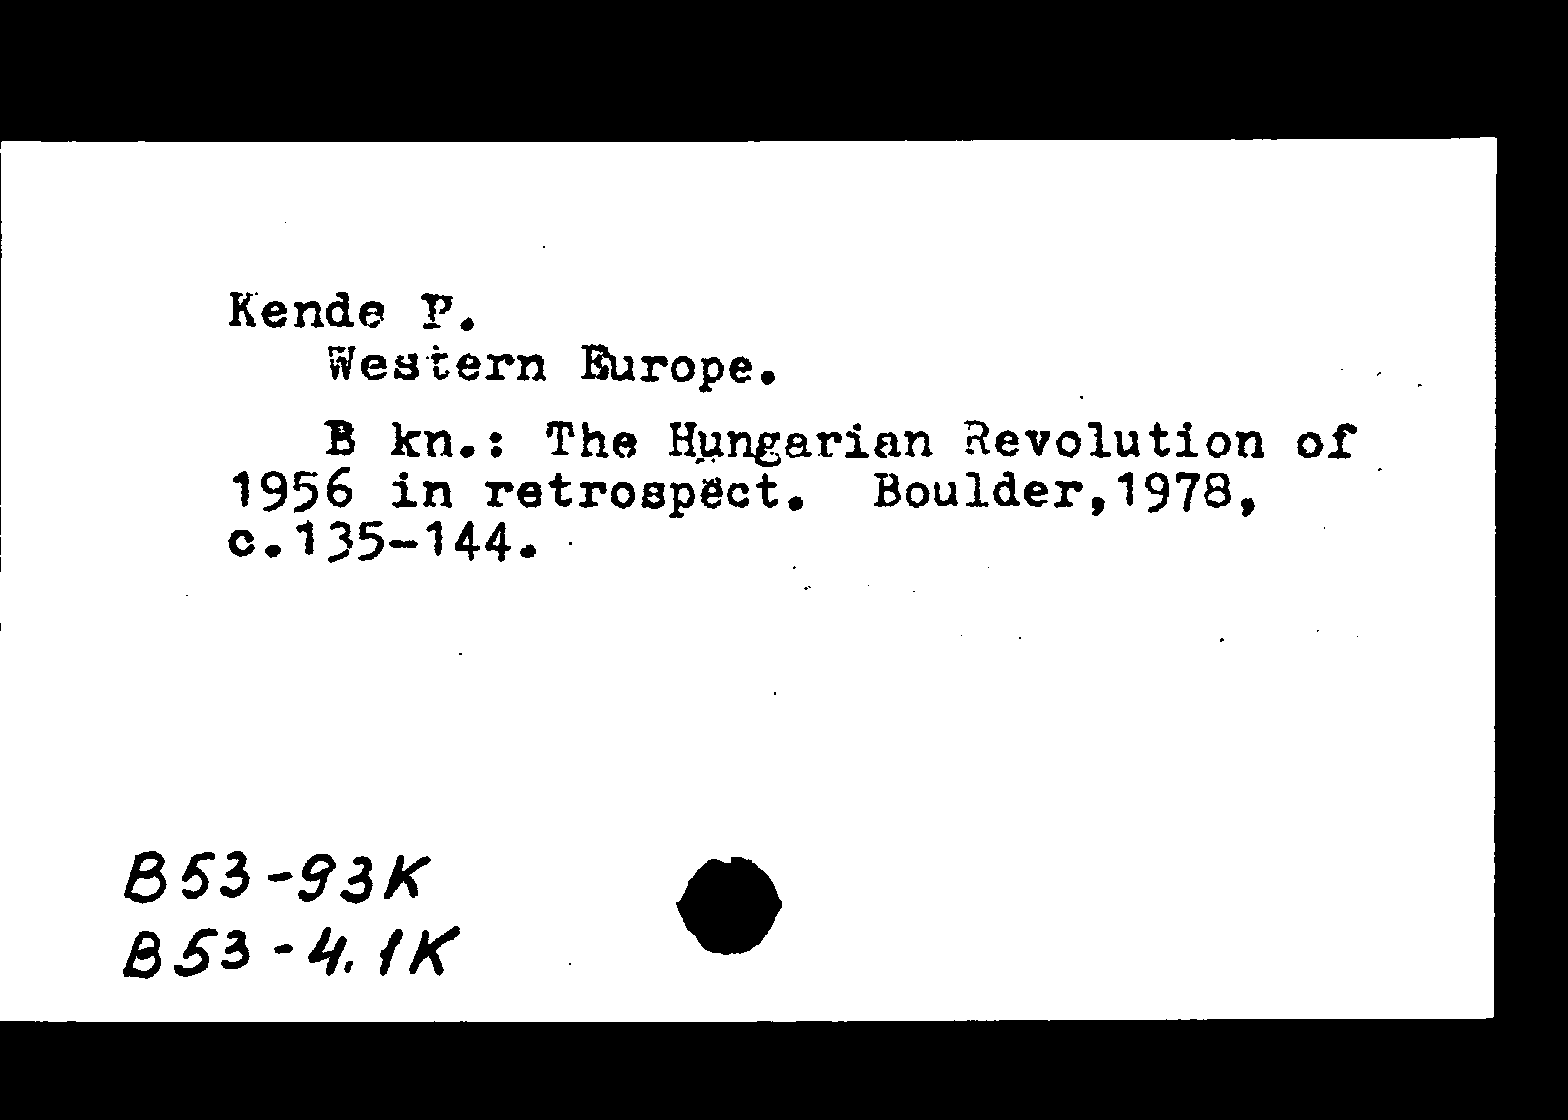 Kende P.
Western Europe.
B kn.: The Hungarian Revolution of
1956 in retrospect. Boulder,1978,
c.135-144.
B53-93K
B53-4.1K